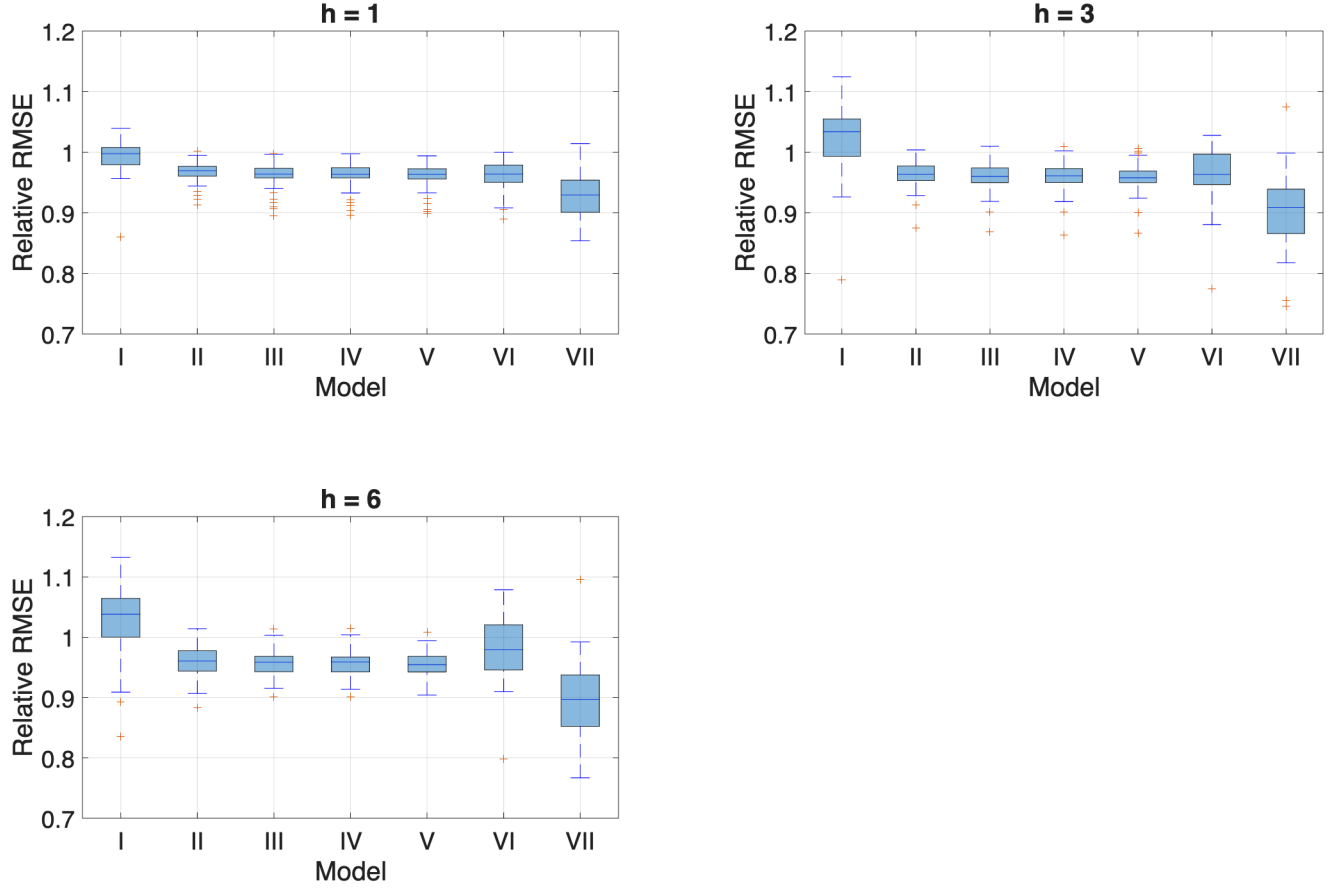 h = 1
1.2
1.1
1
0.9
0.8
0.7
Relative RMSE
I II III IV V VI VII
Model
h = 3
1.2
1.1
1
0.9
0.8
0.7
Relative RMSE
I II III IV V VI VII
Model
h = 6
1.2
1.1
1
0.9
0.8
0.7
Relative RMSE
I II III IV V VI VII
Model